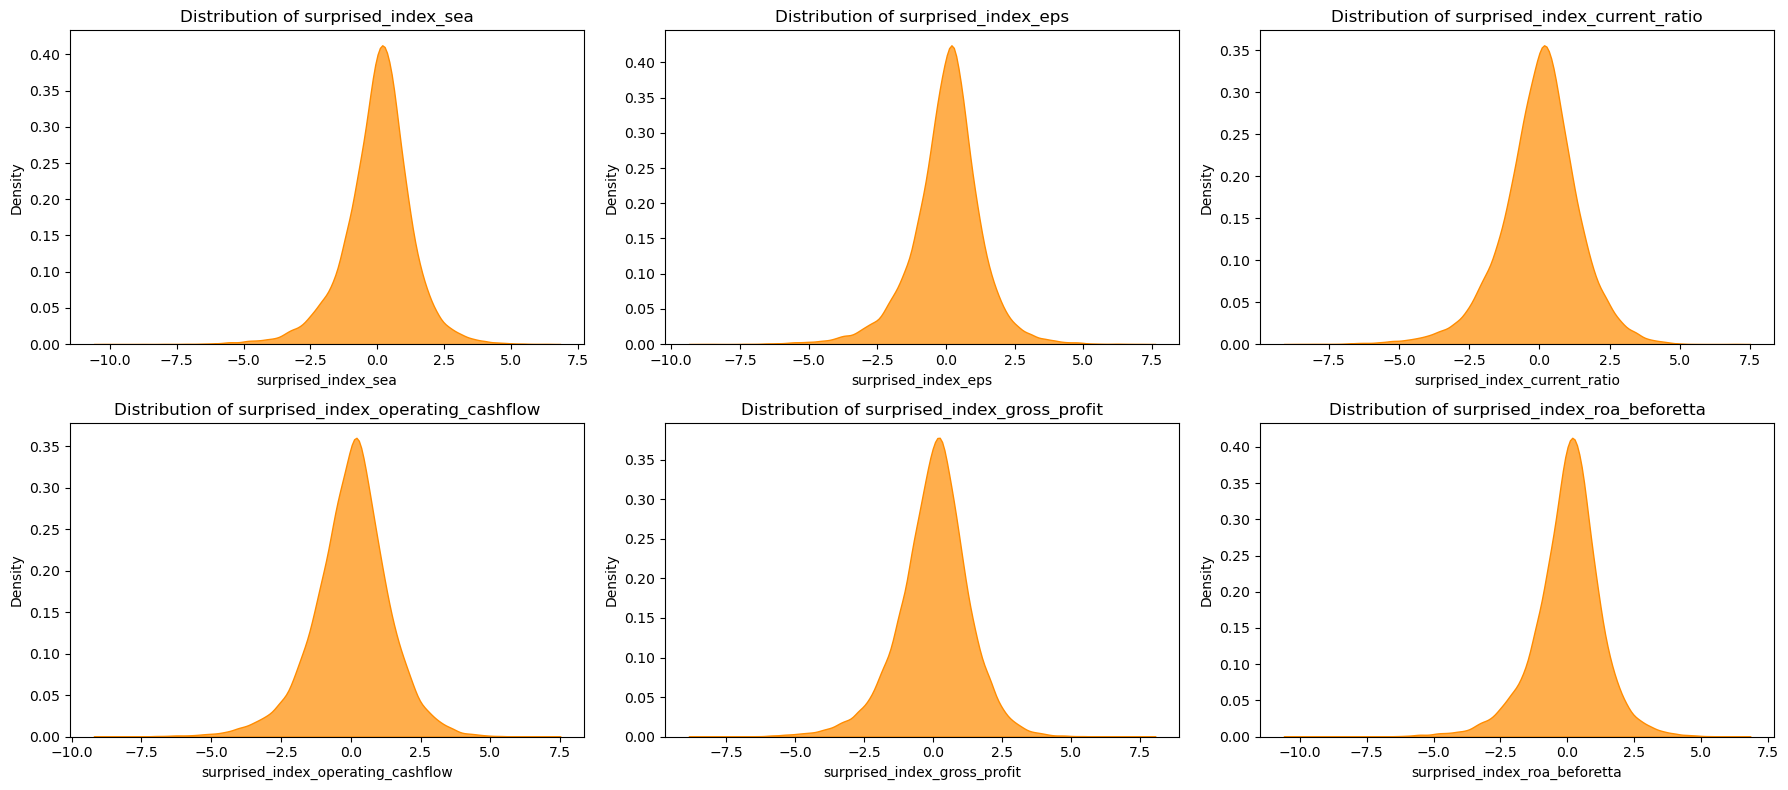 Distribution of surprised_index_sea
0.40
0.35
0.30
0.25
0.20
0.15
0.10
0.05
0.00
Density
−10.0 −7.5 −5.0 −2.5 0.0 2.5 5.0 7.5
surprised_index_sea
Distribution of surprised_index_eps
0.40
0.35
0.30
0.25
0.20
0.15
0.10
0.05
0.00
Density
−10.0 −7.5 −5.0 −2.5 0.0 2.5 5.0 7.5
surprised_index_eps
Distribution of surprised_index_current_ratio
0.35
0.30
0.25
0.20
0.15
0.10
0.05
0.00
Density
−7.5 −5.0 −2.5 0.0 2.5 5.0 7.5
surprised_index_current_ratio
Distribution of surprised_index_operating_cashflow
0.35
0.30
0.25
0.20
0.15
0.10
0.05
0.00
Density
−10.0 −7.5 −5.0 −2.5 0.0 2.5 5.0 7.5
surprised_index_operating_cashflow
Distribution of surprised_index_gross_profit
0.35
0.30
0.25
0.20
0.15
0.10
0.05
0.00
Density
−7.5 −5.0 −2.5 0.0 2.5 5.0 7.5
surprised_index_gross_profit
Distribution of surprised_index_roa_beforetta
0.40
0.35
0.30
0.25
0.20
0.15
0.10
0.05
0.00
Density
−10.0 −7.5 −5.0 −2.5 0.0 2.5 5.0 7.5
surprised_index_roa_beforetta